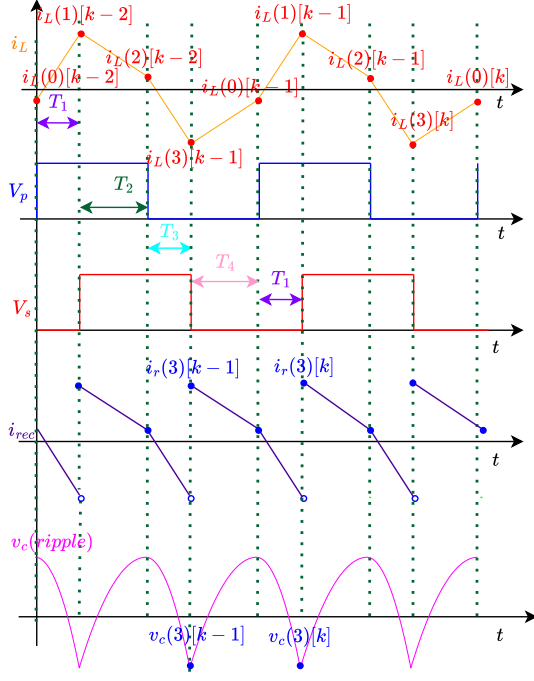 i_L(1)[k−2]
i_L(1)[k−1]
i_L
i_L(2)[k−2]
i_L(2)[k−1]
i_L(0)[k−2]
i_L(0)[k−1]
i_L(0)[k]
t
T_1
i_L(3)[k]
i_L(3)[k−1]
V_p
T_2
t
T_3
T_4
T_1
V_s
t
i_r(3)[k−1]
i_r(3)[k]
i_{rec}
t
v_c(ripple)
v_c(3)[k−1]
v_c(3)[k]
t